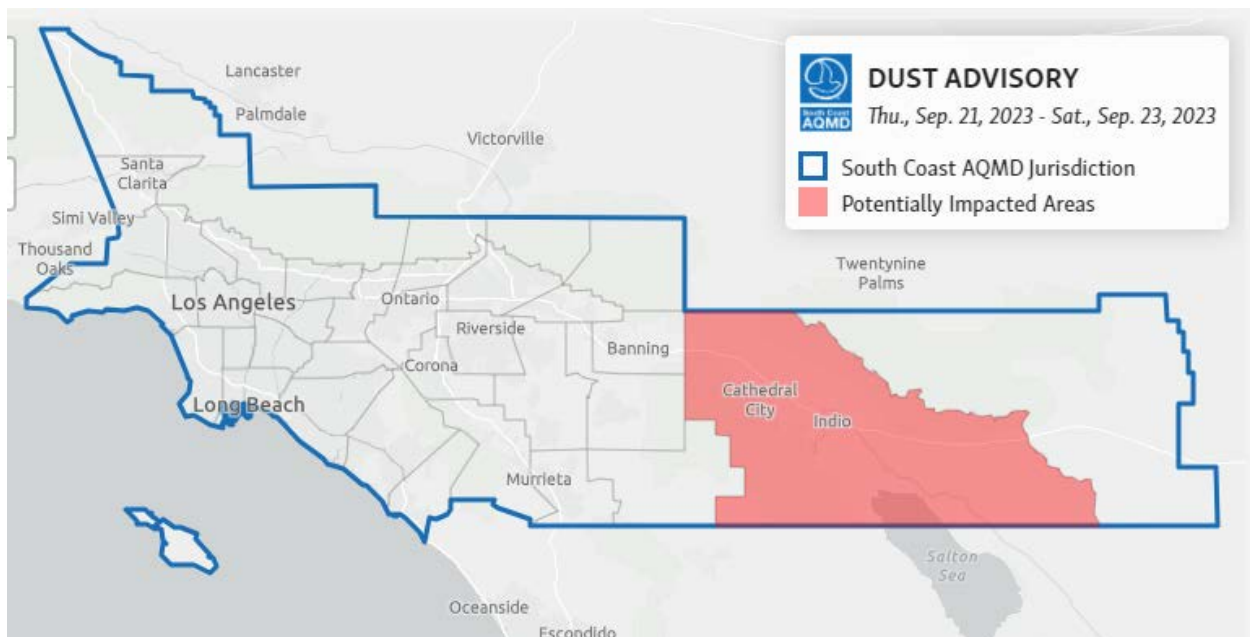 DUST ADVISORY
South Coast
AQMD
Thu., Sep. 21, 2023 - Sat., Sep. 23, 2023
South Coast AQMD Jurisdiction
Potentially Impacted Areas
Lancaster
Palmdale
Victorville
Santa
Clarita
Simi Valley
Thousand
Oaks
Twentynine
Palms
Los Angeles
Ontario
Riverside
Banning
Corona
Cathedral
City
Long Beach
Indio
Murrieta
Salton
Sea
Oceanside
Escondido